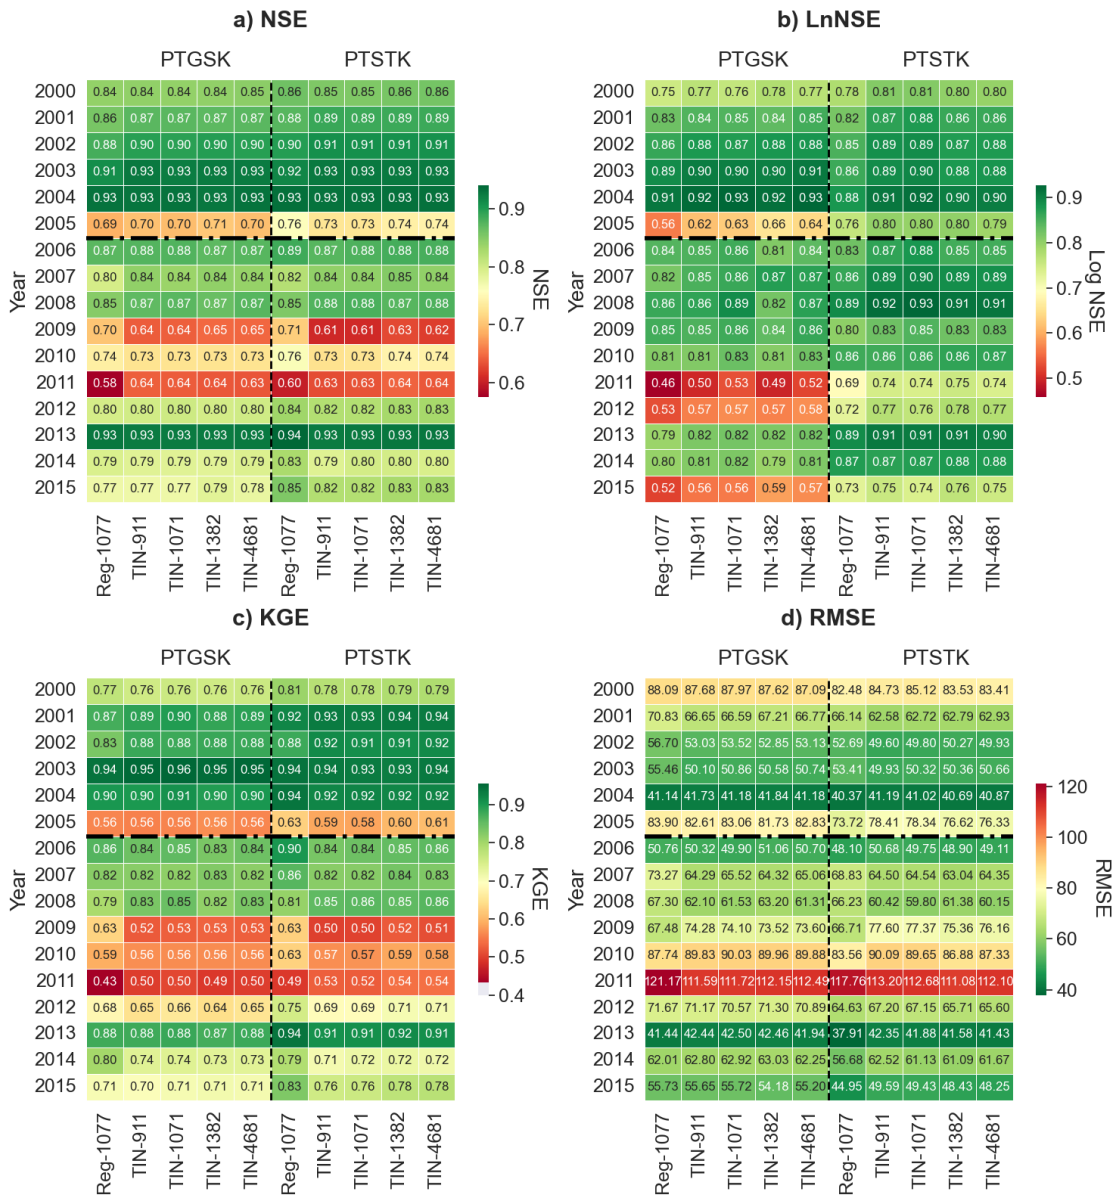 a) NSE
PTGSK PTSTK
2000 0.84 0.84 0.84 0.84 0.85 0.86 0.85 0.85 0.86 0.86
2001 0.86 0.87 0.87 0.87 0.87 0.88 0.89 0.89 0.89 0.89
2002 0.88 0.90 0.90 0.90 0.90 0.90 0.91 0.91 0.91 0.91
2003 0.91 0.93 0.93 0.93 0.93 0.92 0.93 0.93 0.93 0.93
2004 0.93 0.93 0.93 0.93 0.93 0.93 0.93 0.93 0.93 0.93
2005 0.69 0.70 0.70 0.71 0.70 0.76 0.73 0.73 0.74 0.74
2006 0.87 0.88 0.88 0.87 0.87 0.89 0.87 0.88 0.88 0.88
2007 0.80 0.84 0.84 0.84 0.84 0.82 0.84 0.84 0.85 0.84
2008 0.85 0.87 0.87 0.87 0.87 0.85 0.88 0.88 0.87 0.88
2009 0.70 0.64 0.64 0.65 0.65 0.71 0.61 0.61 0.63 0.62
2010 0.74 0.73 0.73 0.73 0.73 0.76 0.73 0.73 0.74 0.74
2011 0.58 0.64 0.64 0.64 0.63 0.60 0.63 0.63 0.64 0.64
2012 0.80 0.80 0.80 0.80 0.80 0.84 0.82 0.82 0.83 0.83
2013 0.93 0.93 0.93 0.93 0.93 0.94 0.93 0.93 0.93 0.93
2014 0.79 0.79 0.79 0.79 0.79 0.83 0.79 0.80 0.80 0.80
2015 0.77 0.77 0.77 0.79 0.78 0.85 0.82 0.82 0.83 0.83
Year
Reg-1077 TIN-911 TIN-1071 TIN-1382 TIN-4681 Reg-1077 TIN-911 TIN-1071 TIN-1382 TIN-4681
0.9
0.8
0.7
0.6
NSE
b) LnNSE
PTGSK PTSTK
2000 0.75 0.77 0.76 0.78 0.77 0.78 0.81 0.81 0.80 0.80
2001 0.83 0.84 0.85 0.84 0.85 0.82 0.87 0.88 0.86 0.86
2002 0.86 0.88 0.87 0.88 0.88 0.85 0.89 0.89 0.87 0.88
2003 0.89 0.90 0.90 0.90 0.91 0.86 0.89 0.90 0.88 0.88
2004 0.91 0.92 0.93 0.92 0.93 0.88 0.91 0.92 0.90 0.90
2005 0.56 0.62 0.63 0.66 0.64 0.76 0.80 0.80 0.80 0.79
2006 0.84 0.85 0.86 0.81 0.84 0.83 0.87 0.88 0.85 0.85
2007 0.82 0.85 0.86 0.87 0.87 0.86 0.89 0.90 0.89 0.89
2008 0.86 0.86 0.89 0.82 0.87 0.89 0.92 0.93 0.91 0.91
2009 0.85 0.85 0.86 0.84 0.86 0.80 0.83 0.85 0.83 0.83
2010 0.81 0.81 0.83 0.81 0.83 0.86 0.86 0.86 0.86 0.87
2011 0.46 0.50 0.53 0.49 0.52 0.69 0.74 0.74 0.75 0.74
2012 0.53 0.57 0.57 0.57 0.58 0.72 0.77 0.76 0.78 0.77
2013 0.79 0.82 0.82 0.82 0.82 0.89 0.91 0.91 0.91 0.90
2014 0.80 0.81 0.82 0.79 0.81 0.87 0.87 0.87 0.88 0.88
2015 0.52 0.56 0.56 0.59 0.57 0.73 0.75 0.74 0.76 0.75
Year
Reg-1077 TIN-911 TIN-1071 TIN-1382 TIN-4681 Reg-1077 TIN-911 TIN-1071 TIN-1382 TIN-4681
0.9
0.8
0.7
0.6
0.5
Log NSE
c) KGE
PTGSK PTSTK
2000 0.77 0.76 0.76 0.76 0.76 0.81 0.78 0.78 0.79 0.79
2001 0.87 0.89 0.90 0.88 0.89 0.92 0.93 0.93 0.94 0.94
2002 0.83 0.88 0.88 0.88 0.88 0.88 0.92 0.91 0.91 0.92
2003 0.94 0.95 0.96 0.95 0.95 0.94 0.94 0.93 0.93 0.94
2004 0.90 0.90 0.91 0.90 0.90 0.94 0.92 0.92 0.92 0.92
2005 0.56 0.56 0.56 0.56 0.56 0.63 0.59 0.58 0.60 0.61
2006 0.86 0.84 0.85 0.83 0.84 0.90 0.84 0.84 0.85 0.86
2007 0.82 0.82 0.82 0.83 0.82 0.86 0.82 0.82 0.84 0.83
2008 0.79 0.83 0.85 0.82 0.83 0.81 0.85 0.86 0.85 0.86
2009 0.63 0.52 0.53 0.53 0.53 0.63 0.50 0.50 0.52 0.51
2010 0.59 0.56 0.56 0.56 0.56 0.63 0.57 0.57 0.59 0.58
2011 0.43 0.50 0.50 0.49 0.50 0.49 0.53 0.52 0.54 0.54
2012 0.68 0.65 0.66 0.64 0.65 0.75 0.69 0.69 0.71 0.71
2013 0.88 0.88 0.88 0.87 0.88 0.94 0.91 0.91 0.92 0.91
2014 0.80 0.74 0.74 0.73 0.73 0.79 0.71 0.72 0.72 0.72
2015 0.71 0.70 0.71 0.71 0.71 0.83 0.76 0.76 0.78 0.78
Year
Reg-1077 TIN-911 TIN-1071 TIN-1382 TIN-4681 Reg-1077 TIN-911 TIN-1071 TIN-1382 TIN-4681
0.9
0.8
0.7
0.6
0.5
0.4
KGE
d) RMSE
PTGSK PTSTK
2000 88.09 87.68 87.97 87.62 87.09 82.48 84.73 85.12 83.53 83.41
2001 70.83 66.65 66.59 67.21 66.77 66.14 62.58 62.72 62.79 62.93
2002 56.70 53.03 53.52 52.85 53.13 52.69 49.60 49.80 50.27 49.93
2003 55.46 50.10 50.86 50.58 50.74 53.41 49.93 50.32 50.36 50.66
2004 41.14 41.73 41.18 41.84 41.18 40.37 41.19 41.02 40.69 40.87
2005 83.90 82.61 83.06 81.73 82.83 73.72 78.41 78.34 76.62 76.33
2006 50.76 50.32 49.90 51.06 50.70 48.10 50.68 49.75 48.90 49.11
2007 73.27 64.29 65.52 64.32 65.06 68.83 64.50 64.54 63.04 64.35
2008 67.30 62.10 61.53 63.20 61.31 66.23 60.42 59.80 61.38 60.15
2009 67.48 74.28 74.10 73.52 73.60 66.71 77.60 77.37 75.36 76.16
2010 87.74 89.83 90.03 89.96 89.88 83.56 90.09 89.65 86.88 87.33
2011 121.17 111.59 111.72 112.15 112.49 117.76 113.20 112.68 111.08 112.10
2012 71.67 71.17 70.57 71.30 70.89 64.63 67.20 67.15 65.71 65.60
2013 41.44 42.44 42.50 42.46 41.94 37.91 42.35 41.88 41.58 41.43
2014 62.01 62.80 62.92 63.03 62.25 56.68 62.52 61.13 61.09 61.67
2015 55.73 55.65 55.72 54.18 55.20 44.95 49.59 49.43 48.43 48.25
Year
Reg-1077 TIN-911 TIN-1071 TIN-1382 TIN-4681 Reg-1077 TIN-911 TIN-1071 TIN-1382 TIN-4681
120
100
80
60
40
RMSE